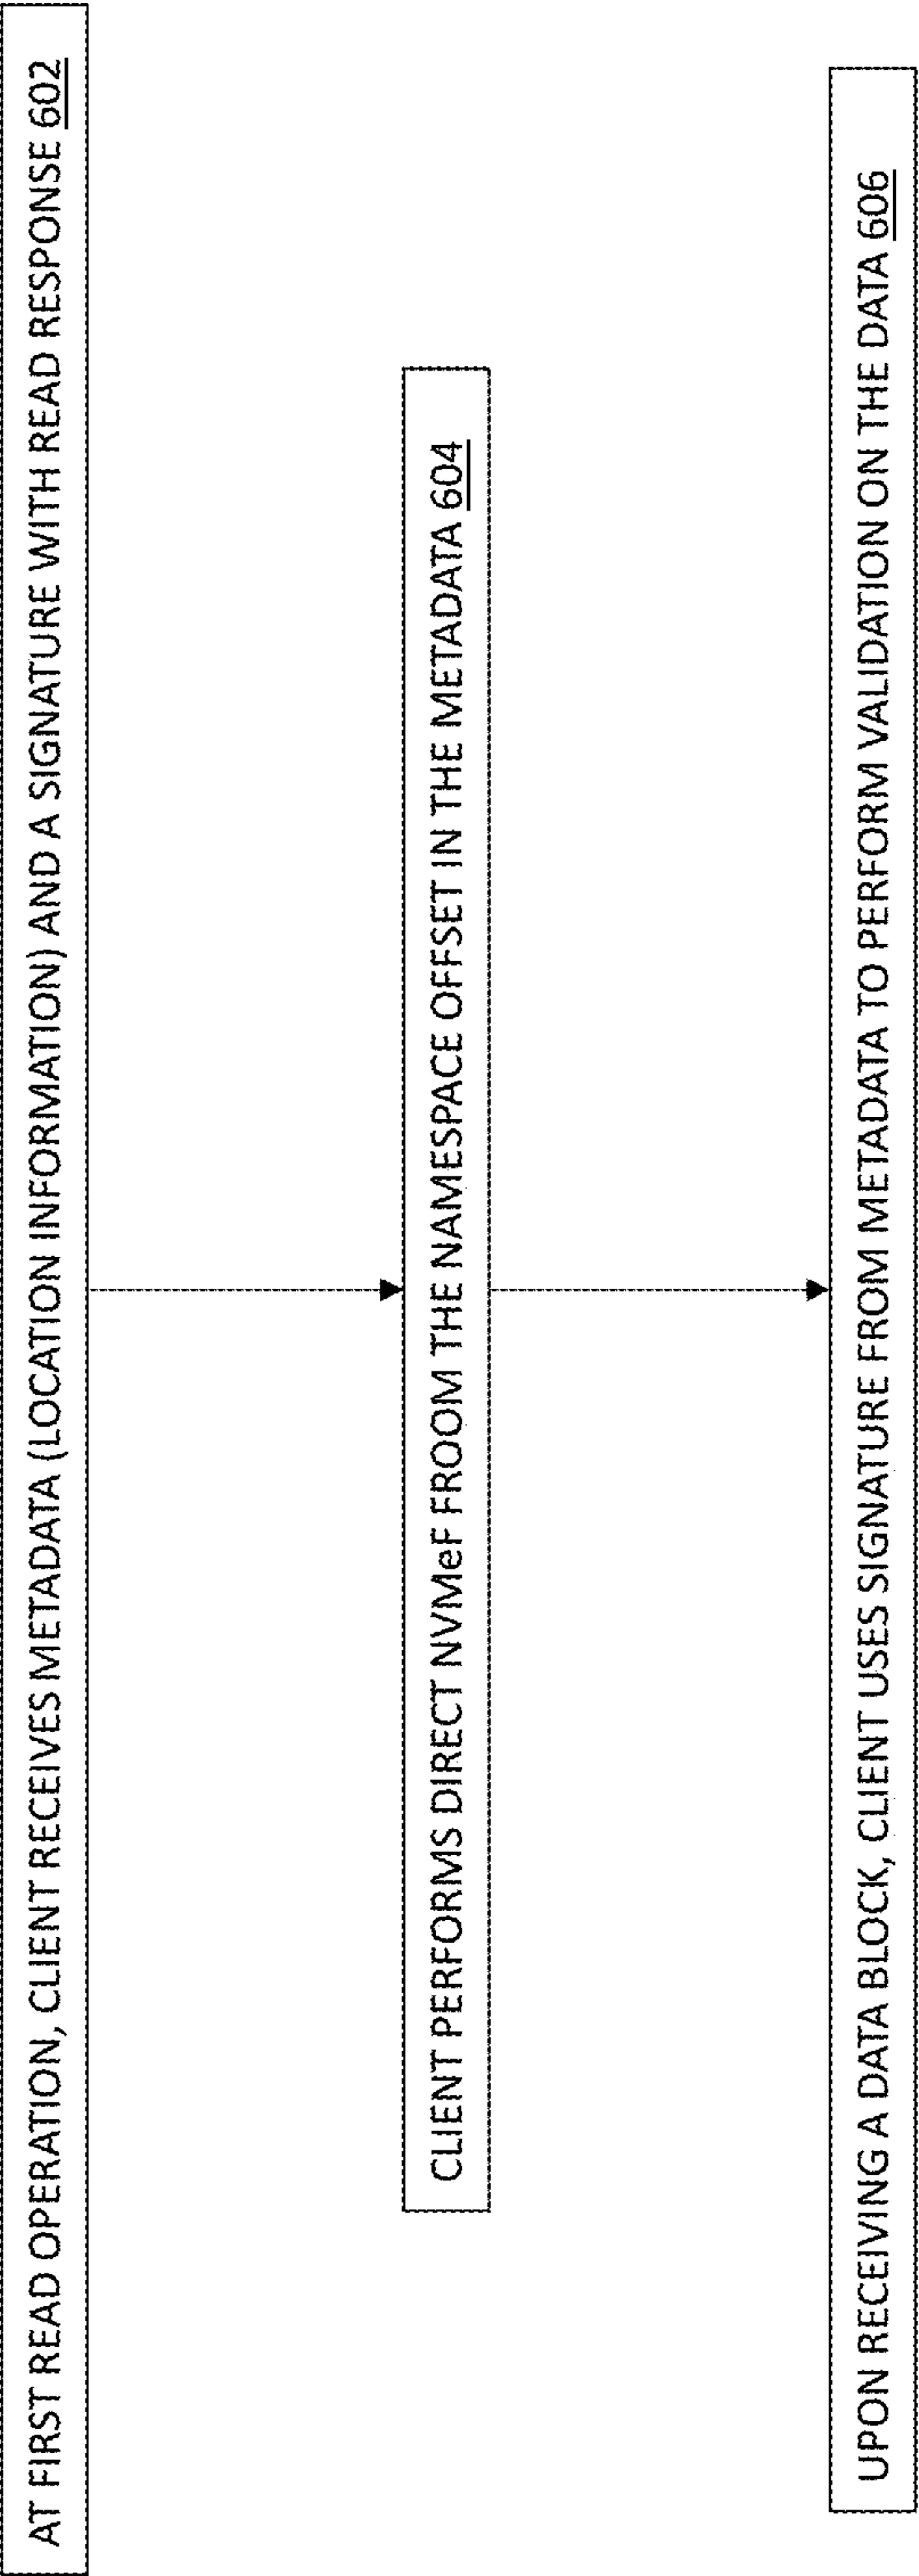 AT FIRST READ OPERATION, CLIENT RECEIVES METADATA (LOCATION INFORMATION) AND A SIGNATURE WITH READ RESPONSE 602
CLIENT PERFORMS DIRECT NVMeF FROOM THE NAMESPACE OFFSET IN THE METADATA 604
UPON RECEIVING A DATA BLOCK, CLIENT USES SIGNATURE FROM METADATA TO PERFORM VALIDATION ON THE DATA 606